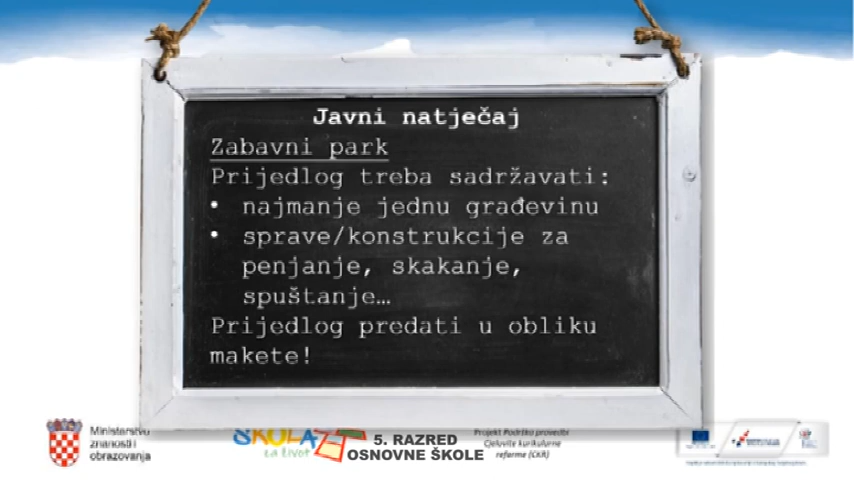 Javni natječaj
Zabavni park
Prijedlog treba sadržavati:
• najmanje jednu građevinu
• sprave/konstrukcije za
penjanje, skakanje,
spuštanje…
Prijedlog predati u obliku
makete!
Ministarstvo
znanosti i
obrazovanja
ŠKOLA
za život
5. RAZRED
OSNOVNE ŠKOLE
Projekt Podrška provedbi
Cjelovite kurikularne
reforme (CKR)